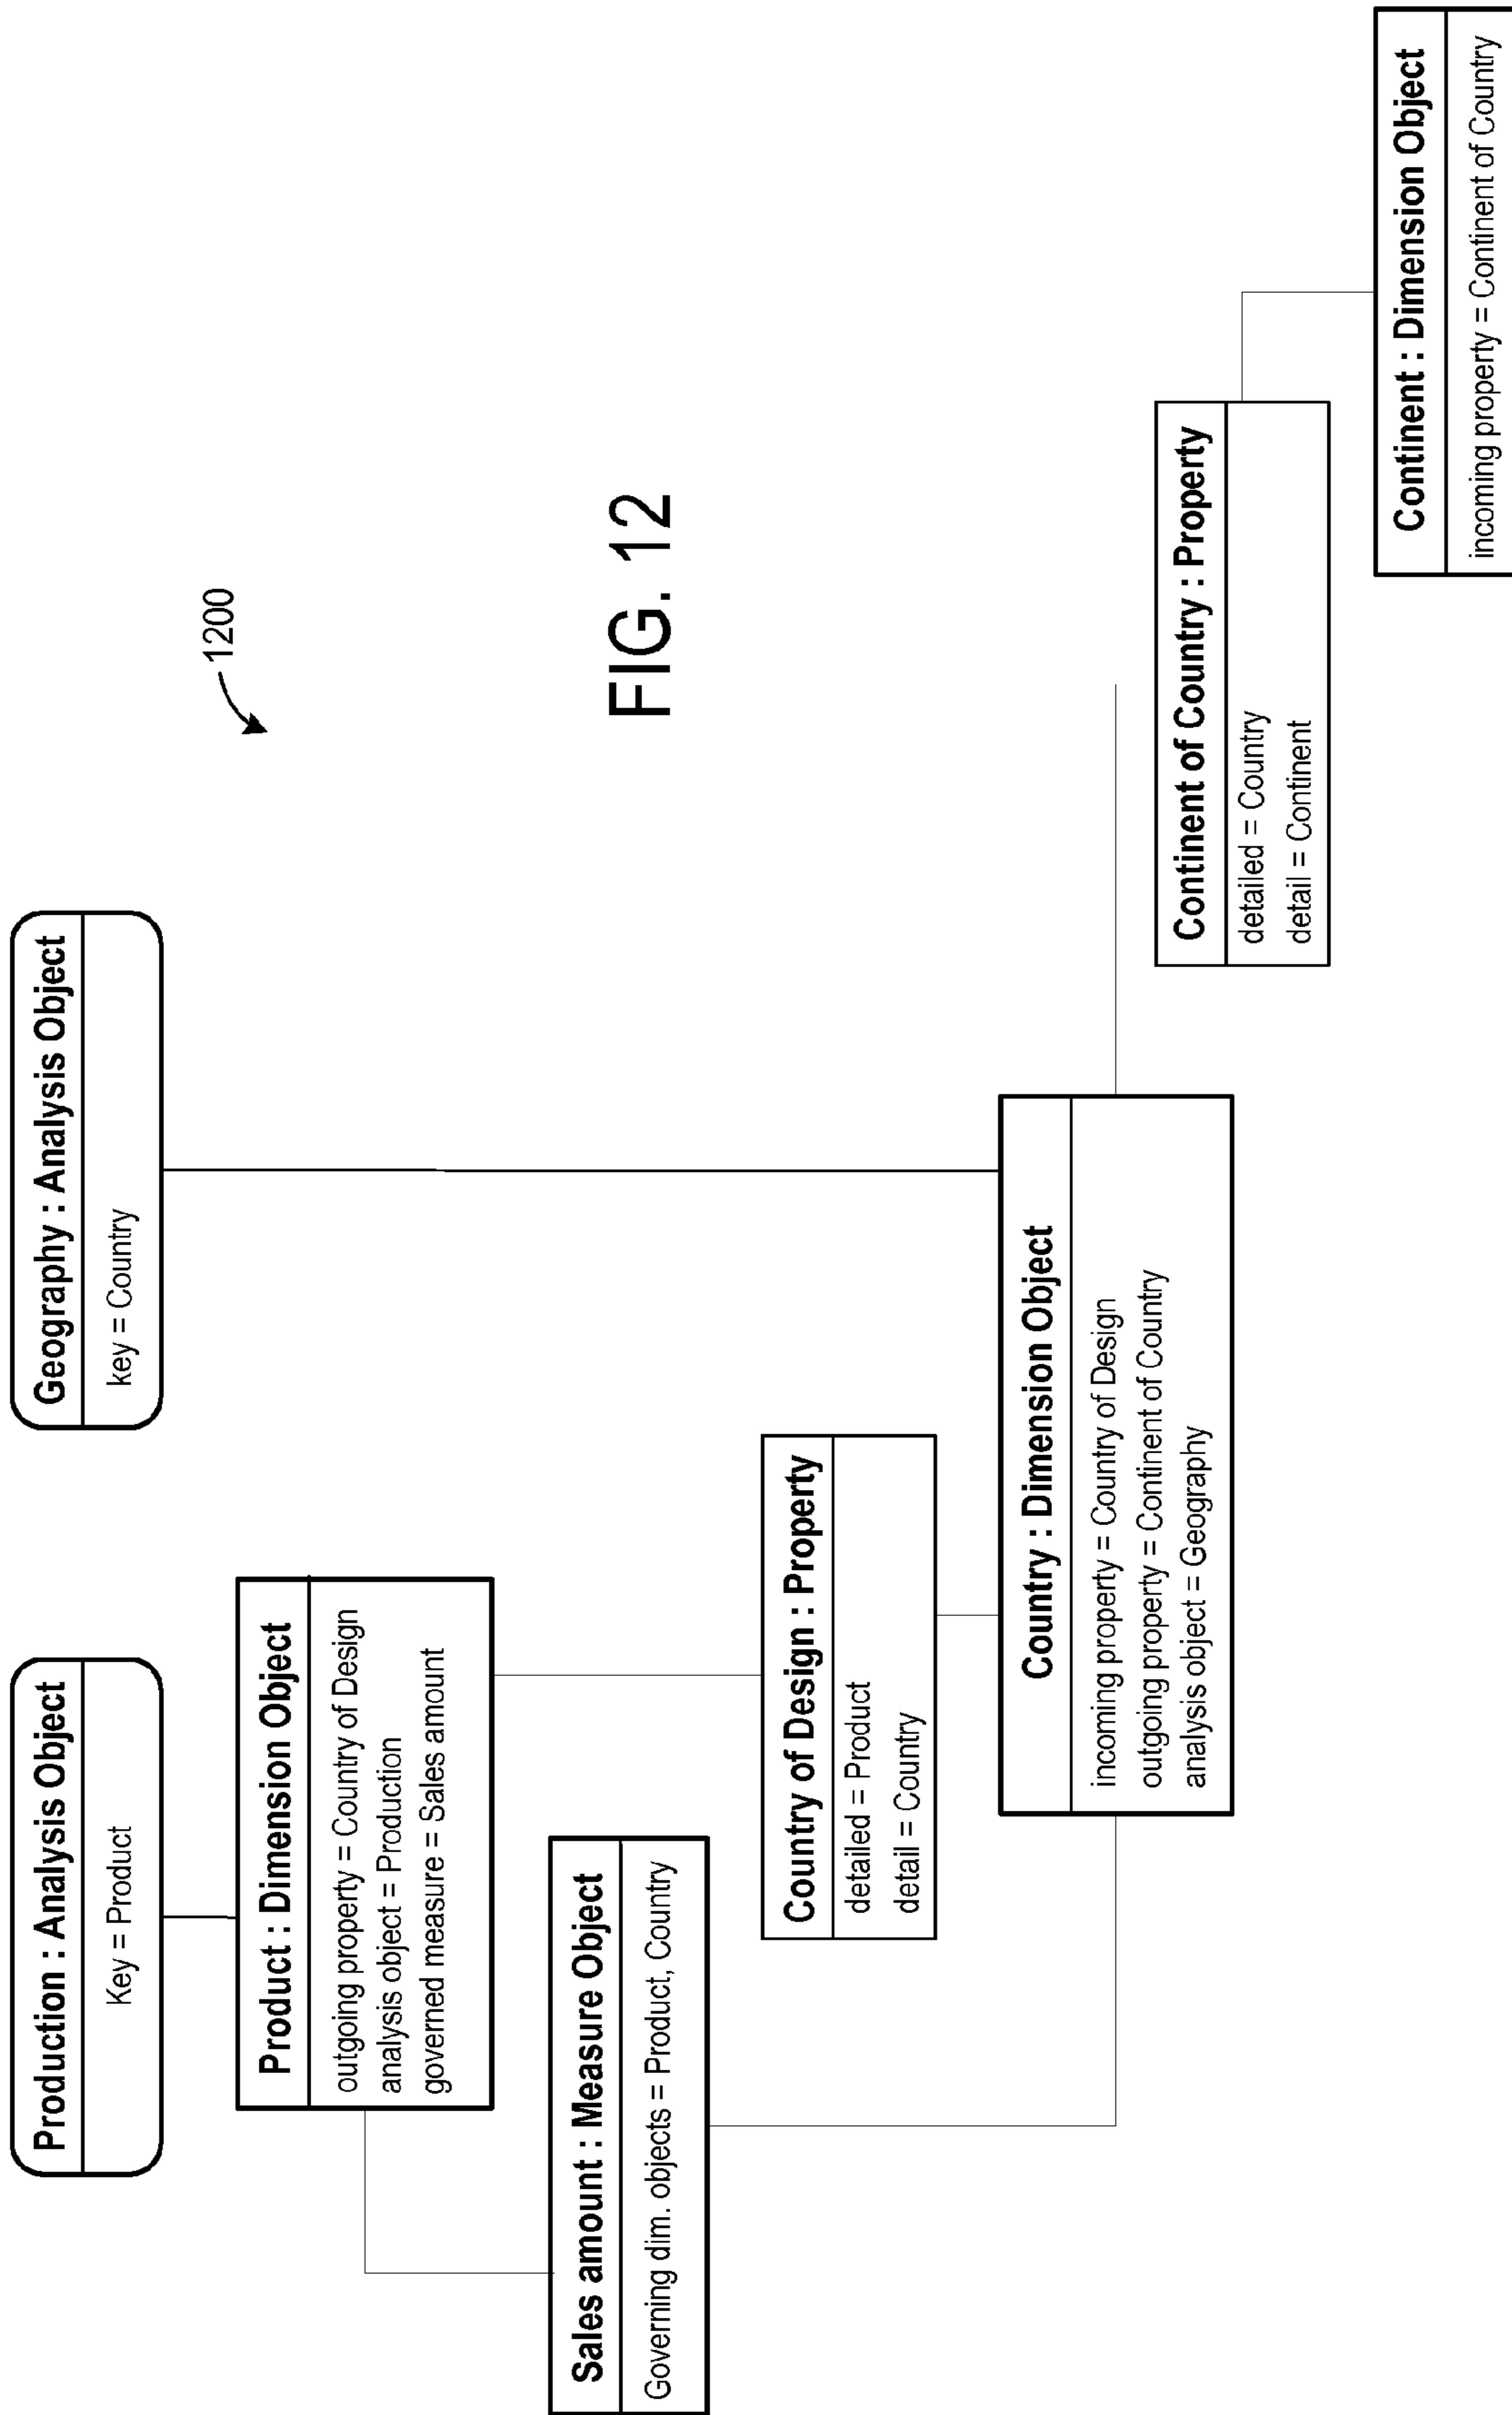 Production : Analysis Object
Key = Product
Geography : Analysis Object
key = Country
1200
Product : Dimension Object
outgoing property = Country of Design
analysis object = Production
governed measure = Sales amount
Sales amount : Measure Object
Governing dim. objects = Product, Country
FIG. 12
Country of Design : Property
detailed = Product
detail = Country
Country : Dimension Object
incoming property = Country of Design
outgoing property = Continent of Country
analysis object = Geography
Continent of Country : Property
detailed = Country
detail = Continent
Continent : Dimension Object
incoming property = Continent of Country